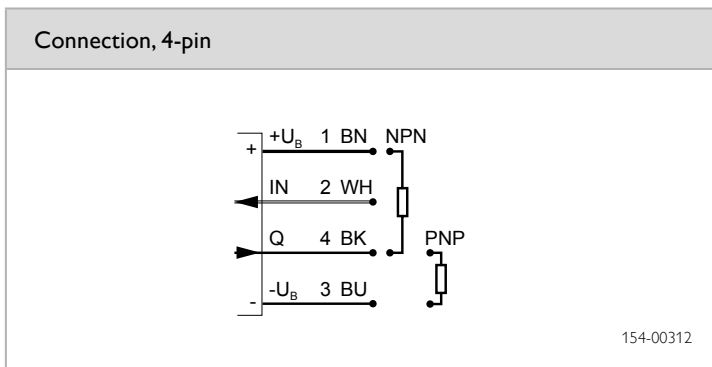 Connection, 4-pin
+U_B 1 BN NPN
+
IN 2 WH
Q 4 BK PNP
-U_B 3 BU
-
154-00312